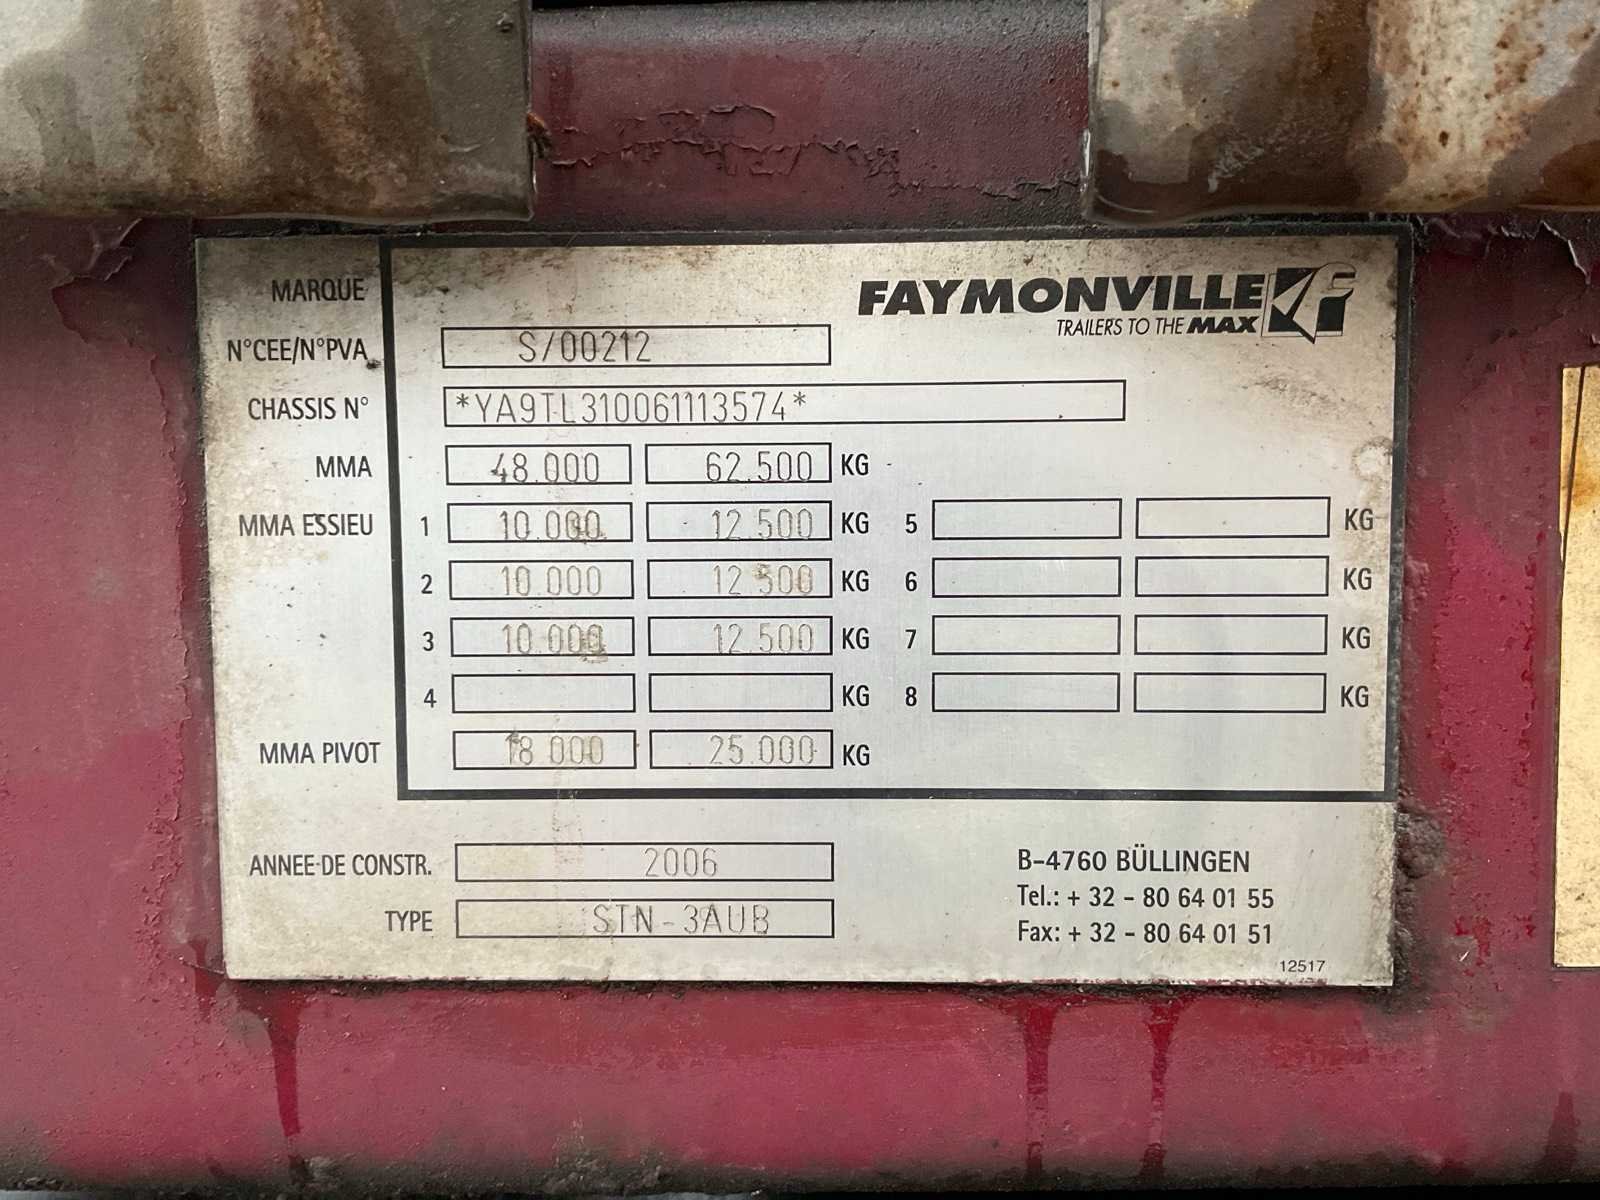 MARQUE FAYMONVILLE
TRAILERS TO THE MAX
N°CEE/N°PVA S/00212
CHASSIS N° *YA9TL310061113574*
MMA 48.000 62.500 KG
MMA ESSIEU 1 10.000 12.500 KG 5 KG
2 10.000 12.500 KG 6 KG
3 10.000 12.500 KG 7 KG
4 KG 8 KG
MMA PIVOT 18.000 25.000 KG
ANNEE DE CONSTR. 2006
TYPE STN-3AUB
B-4760 BÜLLINGEN
Tel.: + 32 - 80 64 01 55
Fax: + 32 - 80 64 01 51
12517